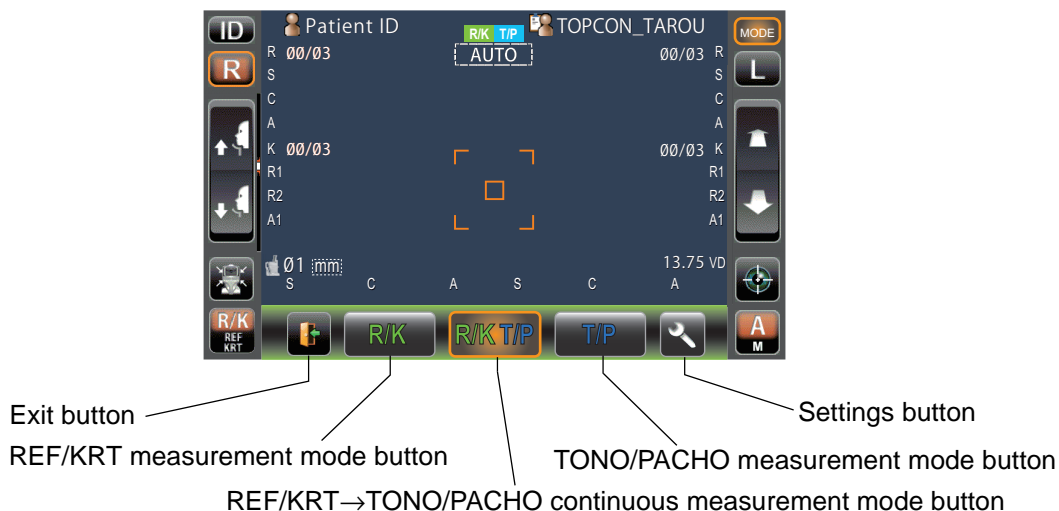 ID Patient ID R/K T/P TOPCON_TAROU MODE
R R 00/03 AUTO 00/03 R L
S S
C C
A A
K 00/03 00/03 K
R1 R1
R2 R2
A1 A1
01 mm 13.75 VD
S C A S C A
R/K REF KRT R/K R/K T/P T/P A M
Exit button Settings button
REF/KRT measurement mode button TONO/PACHO measurement mode button
REF/KRT→TONO/PACHO continuous measurement mode button